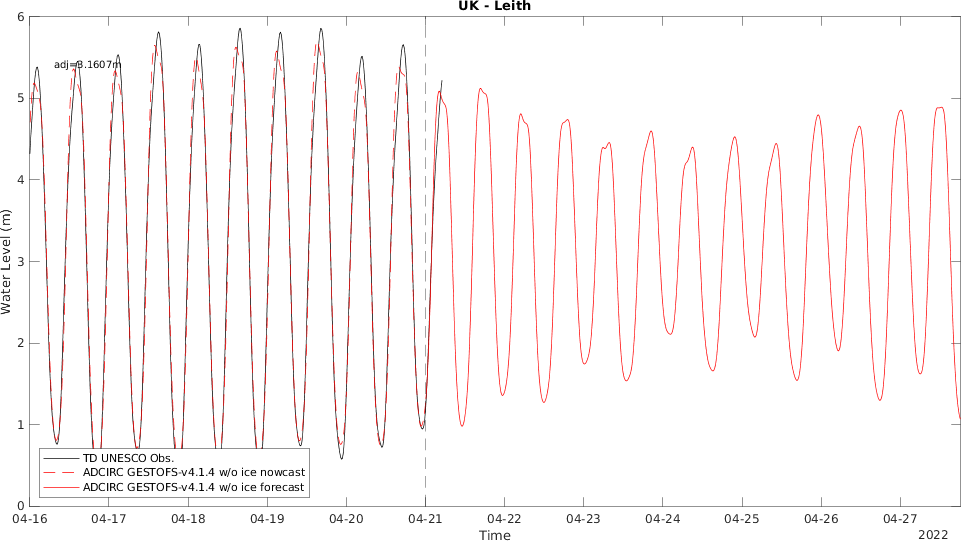 UK - Leith
adj=3.1607m
6
5
4
3
2
1
0
Water Level (m)
TD UNESCO Obs.
ADCIRC GESTOFS-v4.1.4 w/o ice nowcast
ADCIRC GESTOFS-v4.1.4 w/o ice forecast
04-16 04-17 04-18 04-19 04-20 04-21 04-22 04-23 04-24 04-25 04-26 04-27
Time
2022